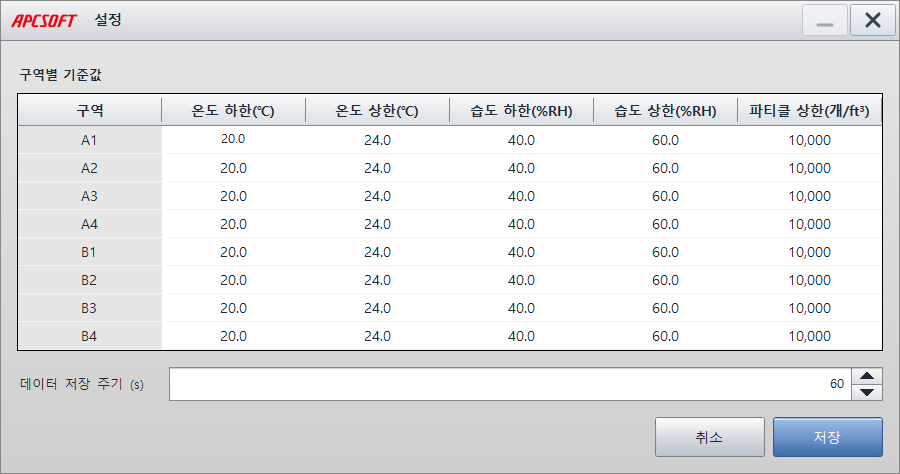 APCSOFT 설정
구역별 기준값
구역 온도 하한(℃) 온도 상한(℃) 습도 하한(%RH) 습도 상한(%RH) 파티클 상한(개/ft³)
A1 20.0 24.0 40.0 60.0 10,000
A2 20.0 24.0 40.0 60.0 10,000
A3 20.0 24.0 40.0 60.0 10,000
A4 20.0 24.0 40.0 60.0 10,000
B1 20.0 24.0 40.0 60.0 10,000
B2 20.0 24.0 40.0 60.0 10,000
B3 20.0 24.0 40.0 60.0 10,000
B4 20.0 24.0 40.0 60.0 10,000
데이터 저장 주기 (s) 60
취소 저장